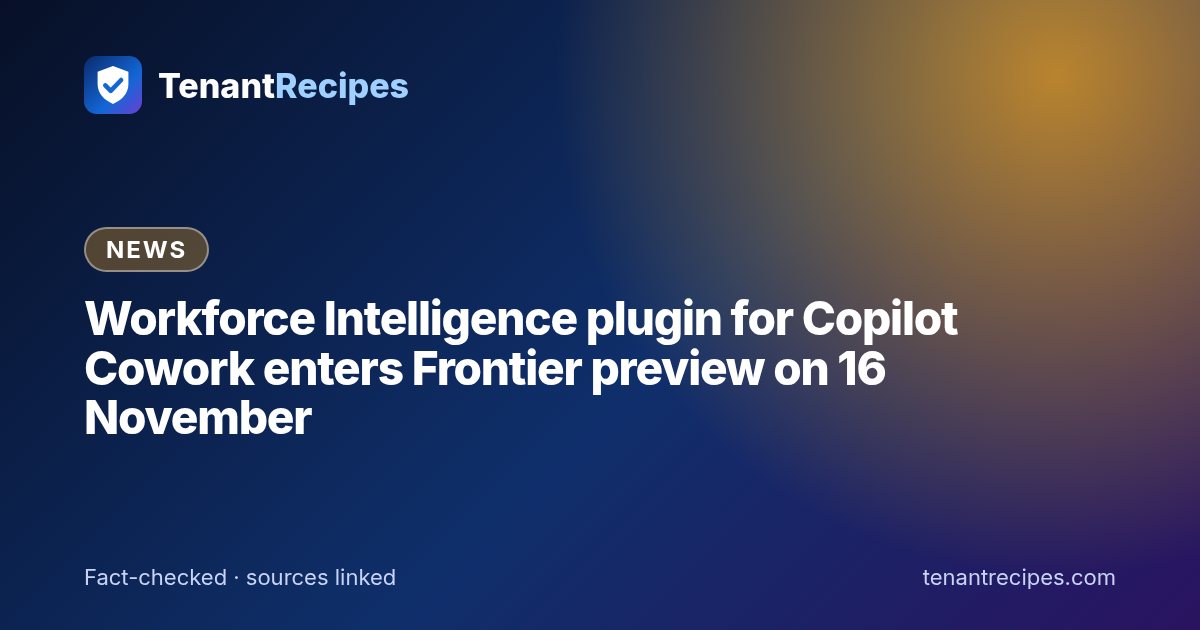 TenantRecipes
NEWS
Workforce Intelligence plugin for Copilot
Cowork enters Frontier preview on 16
November
Fact-checked · sources linked
tenantrecipes.com